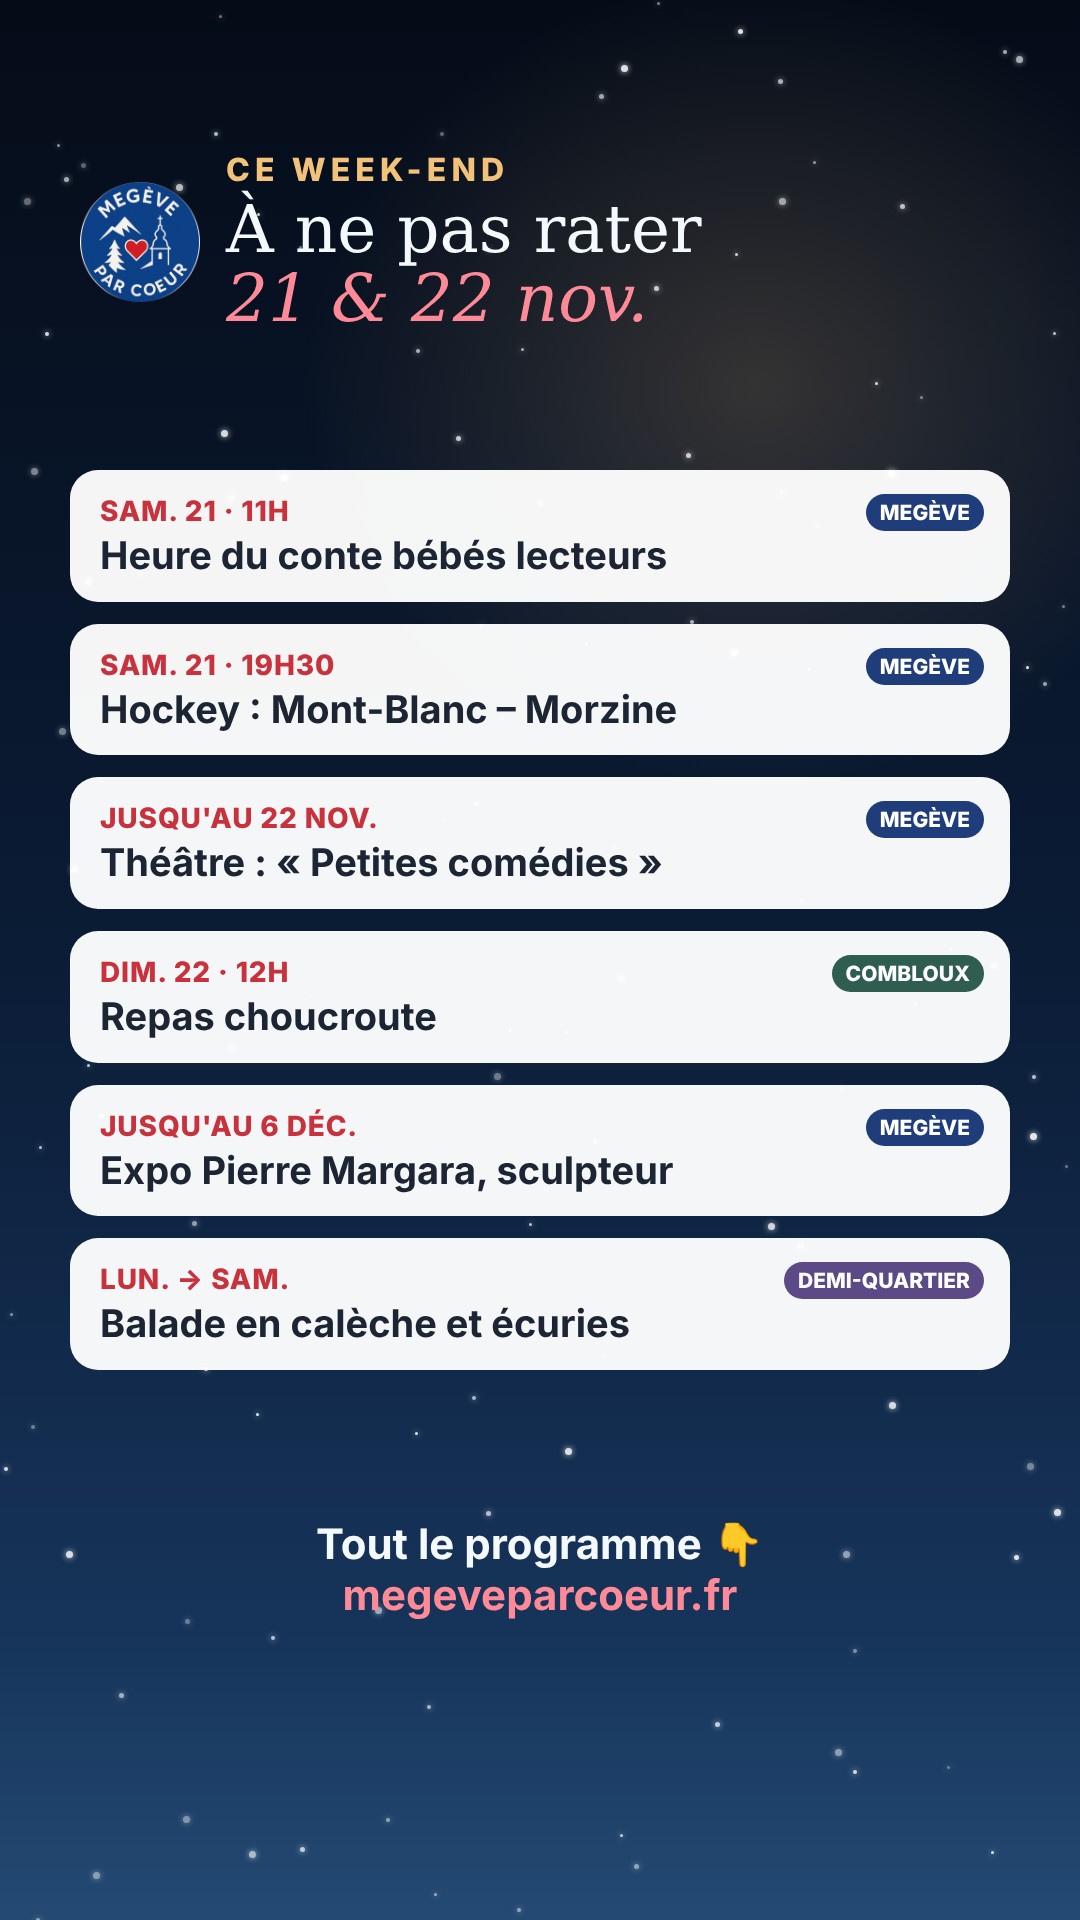 MEGÈVE
PAR COEUR
CE WEEK-END
À ne pas rater
21 & 22 nov.
SAM. 21 · 11H
MEGÈVE
Heure du conte bébés lecteurs
SAM. 21 · 19H30
MEGÈVE
Hockey : Mont-Blanc – Morzine
JUSQU'AU 22 NOV.
MEGÈVE
Théâtre : « Petites comédies »
DIM. 22 · 12H
COMBLOUX
Repas choucroute
JUSQU'AU 6 DÉC.
MEGÈVE
Expo Pierre Margara, sculpteur
LUN. → SAM.
DEMI-QUARTIER
Balade en calèche et écuries
Tout le programme 👇
megeveparcoeur.fr